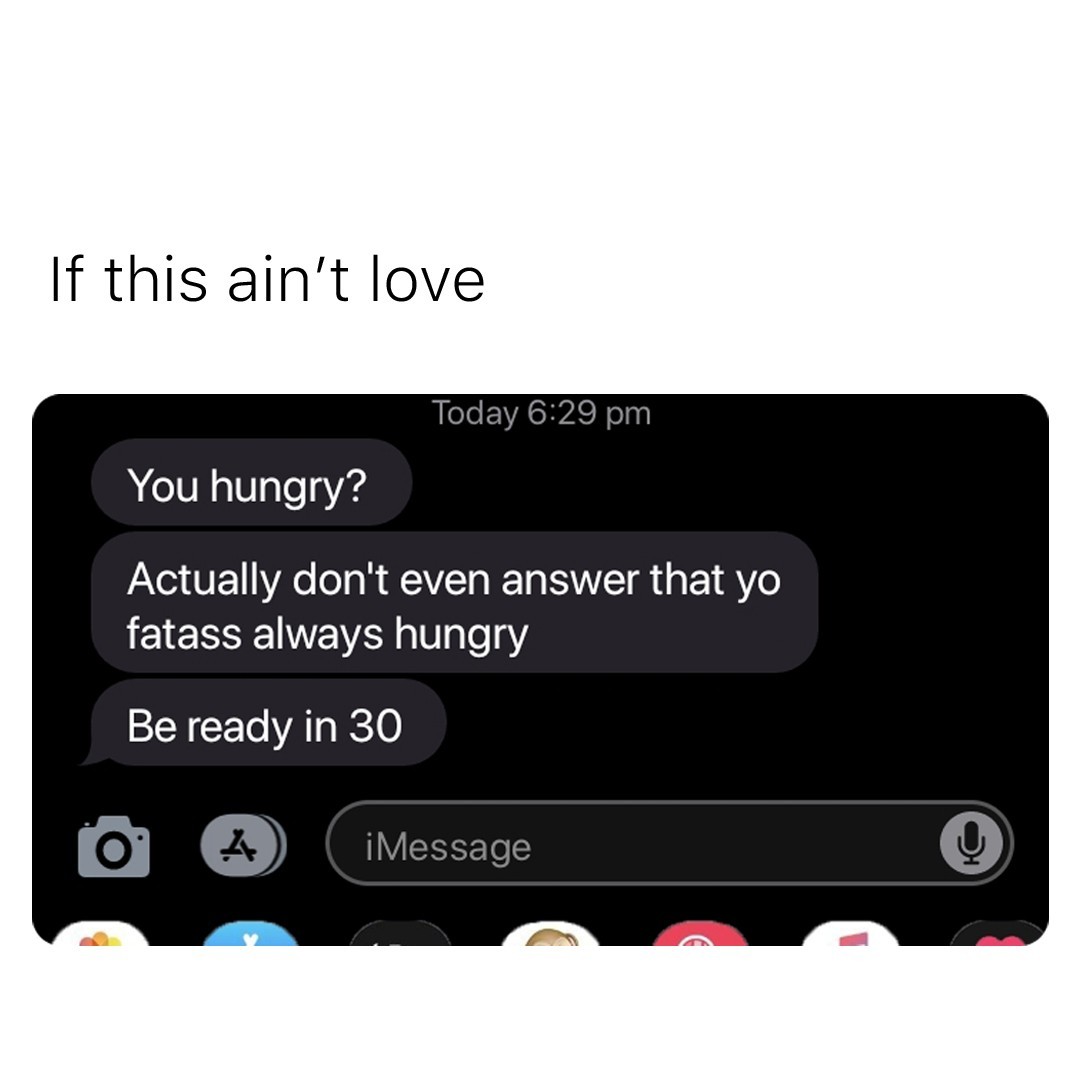 If this ain’t love
Today 6:29 pm
You hungry?
Actually don't even answer that yo
fatass always hungry
Be ready in 30
iMessage